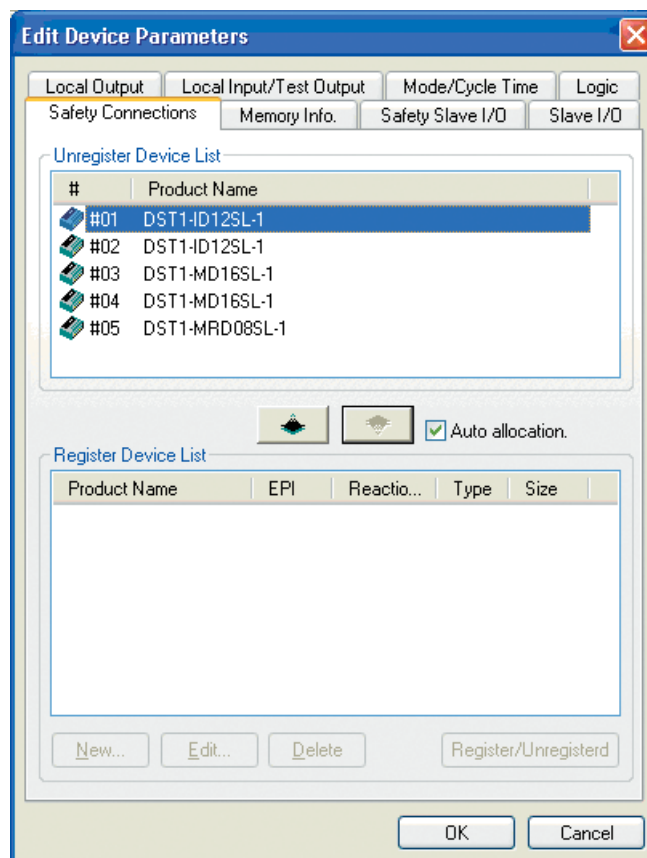 Edit Device Parameters
Local Output Local Input/Test Output Mode/Cycle Time Logic
Safety Connections Memory Info. Safety Slave I/O Slave I/O
Unregister Device List
# Product Name
#01 DST1-ID12SL-1
#02 DST1-ID12SL-1
#03 DST1-MD16SL-1
#04 DST1-MD16SL-1
#05 DST1-MRD08SL-1
Auto allocation.
Register Device List
Product Name EPI Reactio... Type Size
New... Edit... Delete Register/Unregisterd
OK Cancel